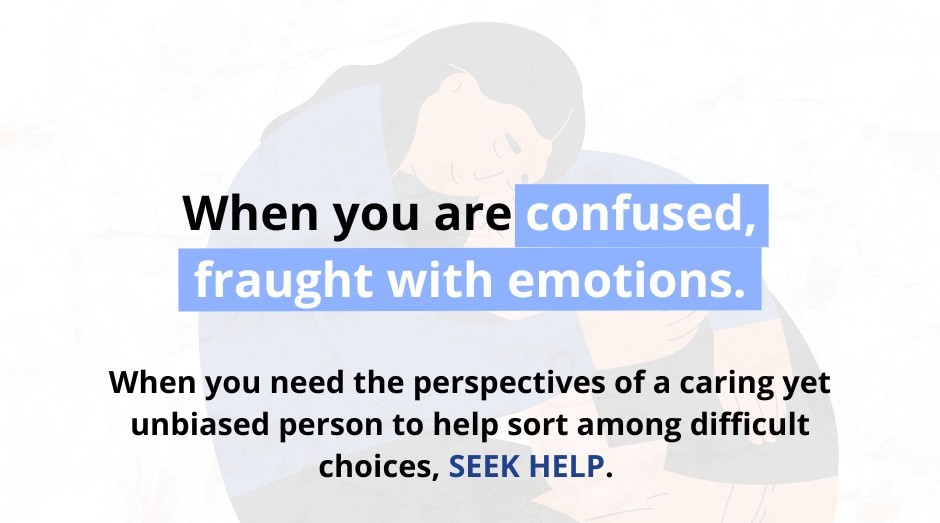 When you are confused,
fraught with emotions.
When you need the perspectives of a caring yet
unbiased person to help sort among difficult
choices, SEEK HELP.